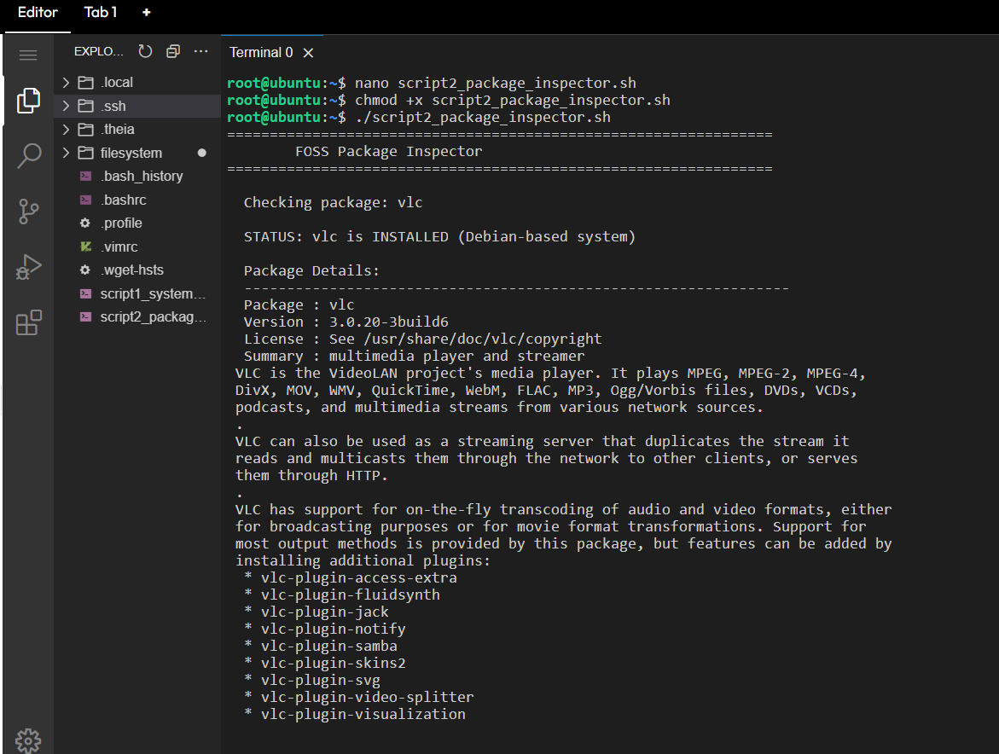 Editor Tab 1 +
EXPLO... ...
Terminal 0
.local
.ssh
.theia
filesystem
.bash_history
.bashrc
.profile
.vimrc
.wget-hsts
script1_system...
script2_packag...
root@ubuntu:~$ nano script2_package_inspector.sh
root@ubuntu:~$ chmod +x script2_package_inspector.sh
root@ubuntu:~$ ./script2_package_inspector.sh
================================================================
FOSS Package Inspector
================================================================
Checking package: vlc
STATUS: vlc is INSTALLED (Debian-based system)
Package Details:
----------------------------------------------------------------
Package : vlc
Version : 3.0.20-3build6
License : See /usr/share/doc/vlc/copyright
Summary : multimedia player and streamer
VLC is the VideoLAN project's media player. It plays MPEG, MPEG-2, MPEG-4,
DivX, MOV, WMV, QuickTime, WebM, FLAC, MP3, Ogg/Vorbis files, DVDs, VCDs,
podcasts, and multimedia streams from various network sources.
.
VLC can also be used as a streaming server that duplicates the stream it
reads and multicasts them through the network to other clients, or serves
them through HTTP.
.
VLC has support for on-the-fly transcoding of audio and video formats, either
for broadcasting purposes or for movie format transformations. Support for
most output methods is provided by this package, but features can be added by
installing additional plugins:
* vlc-plugin-access-extra
* vlc-plugin-fluidsynth
* vlc-plugin-jack
* vlc-plugin-notify
* vlc-plugin-samba
* vlc-plugin-skins2
* vlc-plugin-svg
* vlc-plugin-video-splitter
* vlc-plugin-visualization